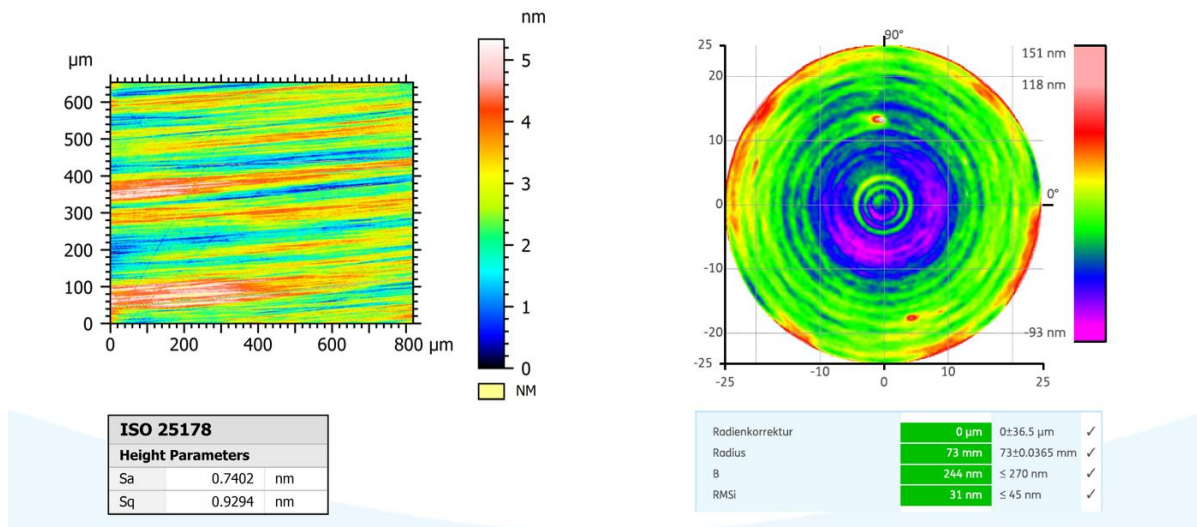 nm
µm
600
500
400
300
200
100
0
0 200 400 600 800 µm
5
4
3
2
1
0
NM
ISO 25178
Height Parameters
Sa 0.7402 nm
Sq 0.9294 nm
90°
25
20
10
0
-10
-20
-25
-25 -10 0 10 25
0°
151 nm
118 nm
-93 nm
Radienkorrektur 0 µm 0±36.5 µm ✓
Radius 73 mm 73±0.0365 mm ✓
B 244 nm ≤ 270 nm ✓
RMSi 31 nm ≤ 45 nm ✓